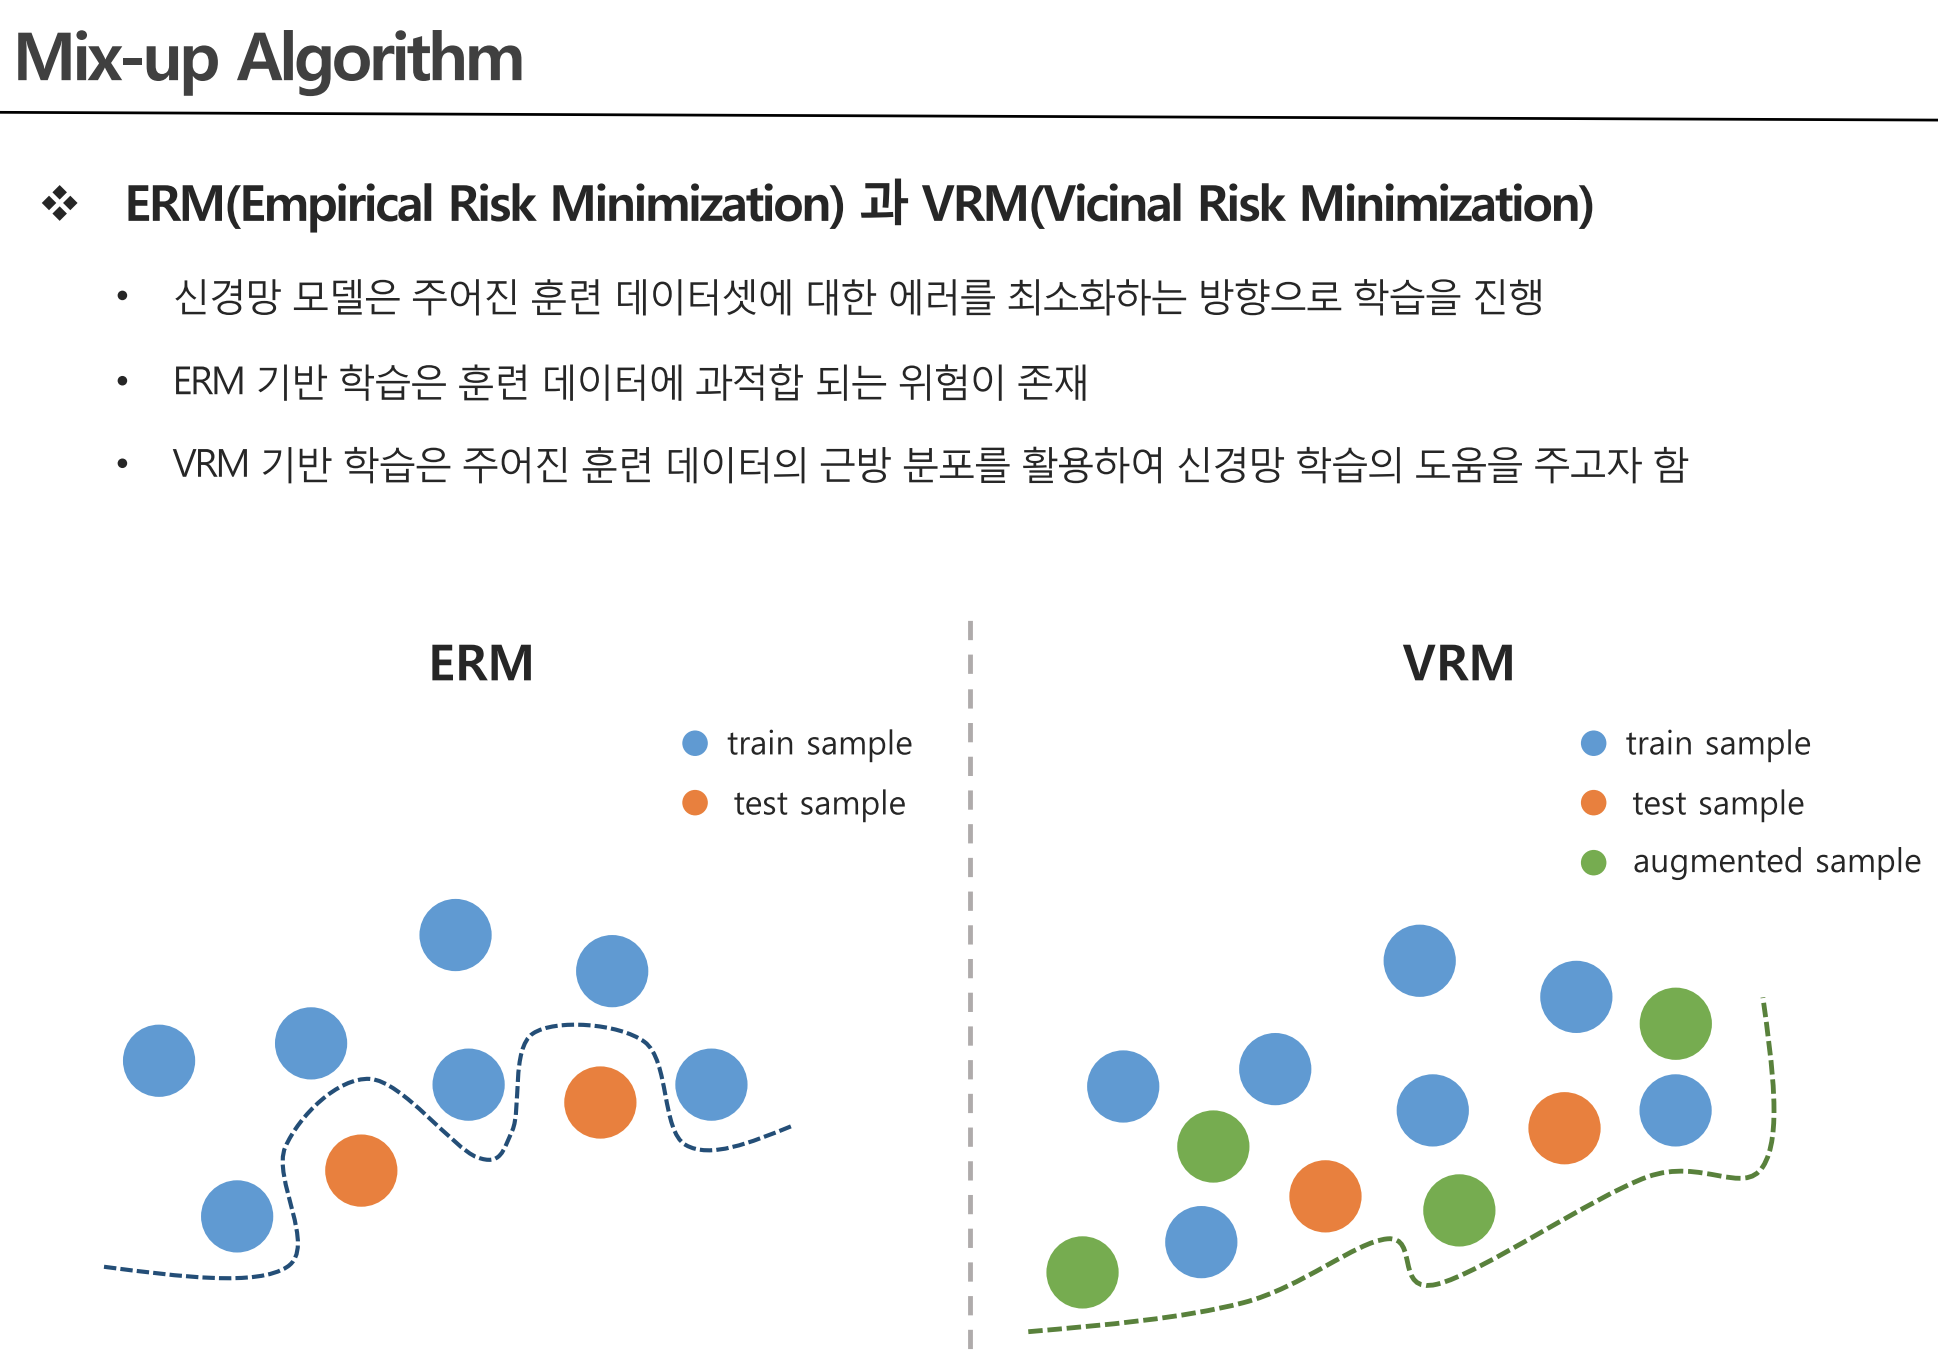 Mix-up Algorithm
❖ ERM(Empirical Risk Minimization) 과 VRM(Vicinal Risk Minimization)
• 신경망 모델은 주어진 훈련 데이터셋에 대한 에러를 최소화하는 방향으로 학습을 진행
• ERM 기반 학습은 훈련 데이터에 과적합 되는 위험이 존재
• VRM 기반 학습은 주어진 훈련 데이터의 근방 분포를 활용하여 신경망 학습의 도움을 주고자 함
ERM
train sample
test sample
VRM
train sample
test sample
augmented sample